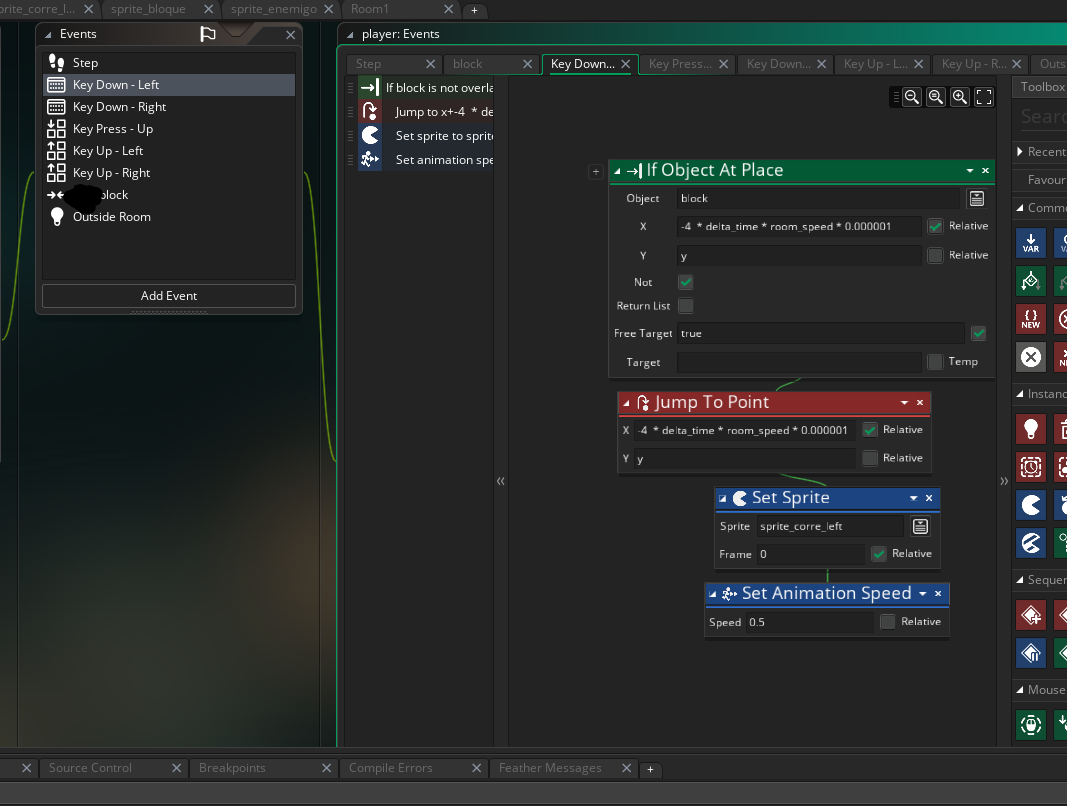 sprite_corre_l...
sprite_bloque
sprite_enemigo
Room1
+
Events
Step
Key Down - Left
Key Down - Right
Key Press - Up
Key Up - Left
Key Up - Right
block
Outside Room
Add Event
player: Events
Step
block
Key Down...
Key Press...
Key Down...
Key Up - L...
Key Up - R...
Outs
If block is not overla
Jump to x+-4 * de
Set sprite to sprite
Set animation spe
If Object At Place
Object block
X -4 * delta_time * room_speed * 0.000001 Relative
Y y Relative
Not
Return List
Free Target true
Target Temp
Jump To Point
X -4 * delta_time * room_speed * 0.000001 Relative
Y y Relative
Set Sprite
Sprite sprite_corre_left
Frame 0 Relative
Set Animation Speed
Speed 0.5 Relative
Toolbox
Sear
Recent
Favour
Commo
VAR
NEW
Instanc
Sequer
Mouse
Source Control
Breakpoints
Compile Errors
Feather Messages
+